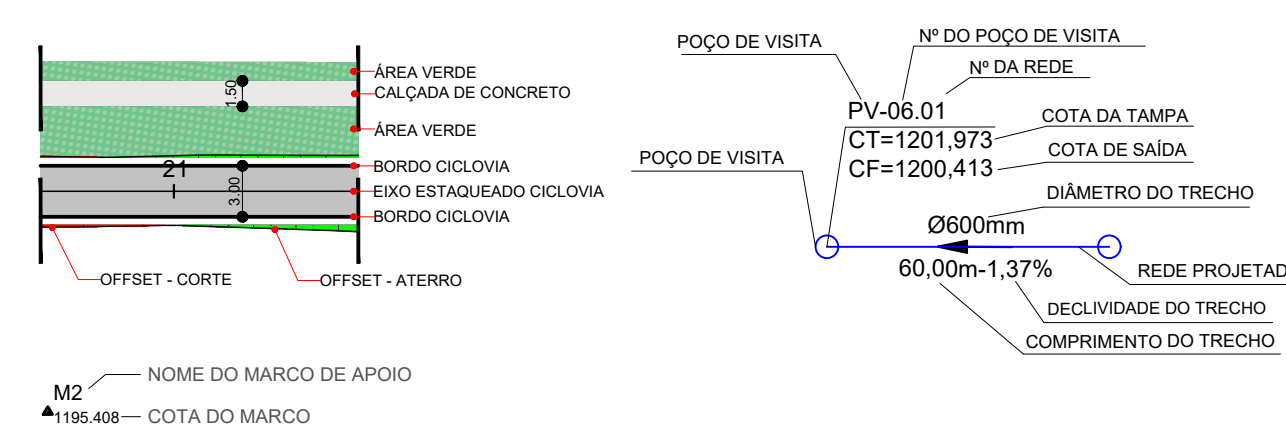 ÁREA VERDE
1.50
CALÇADA DE CONCRETO
ÁREA VERDE
21
BORDO CICLOVIA
3.00
EIXO ESTAQUEADO CICLOVIA
BORDO CICLOVIA
OFFSET - CORTE
OFFSET - ATERRO
M2
NOME DO MARCO DE APOIO
1195.408
COTA DO MARCO
POÇO DE VISITA
Nº DO POÇO DE VISITA
Nº DA REDE
PV-06.01
CT=1201,973
COTA DA TAMPA
CF=1200,413
COTA DE SAÍDA
POÇO DE VISITA
DIÂMETRO DO TRECHO
Ø600mm
60,00m-1,37%
REDE PROJETAD
DECLIVIDADE DO TRECHO
COMPRIMENTO DO TRECHO